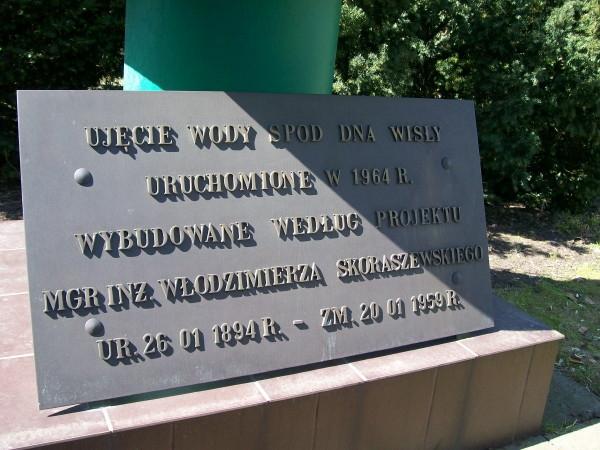 UJĘCIE WODY SPOD DNA WISŁY
URUCHOMIONE W 1964 R.
WYBUDOWANE WEDŁUG PROJEKTU
MGR INŻ. WŁODZIMIERZA SKORASZEWSKIEGO
UR. 26 01 1894 R. - ZM. 20 01 1959 R.